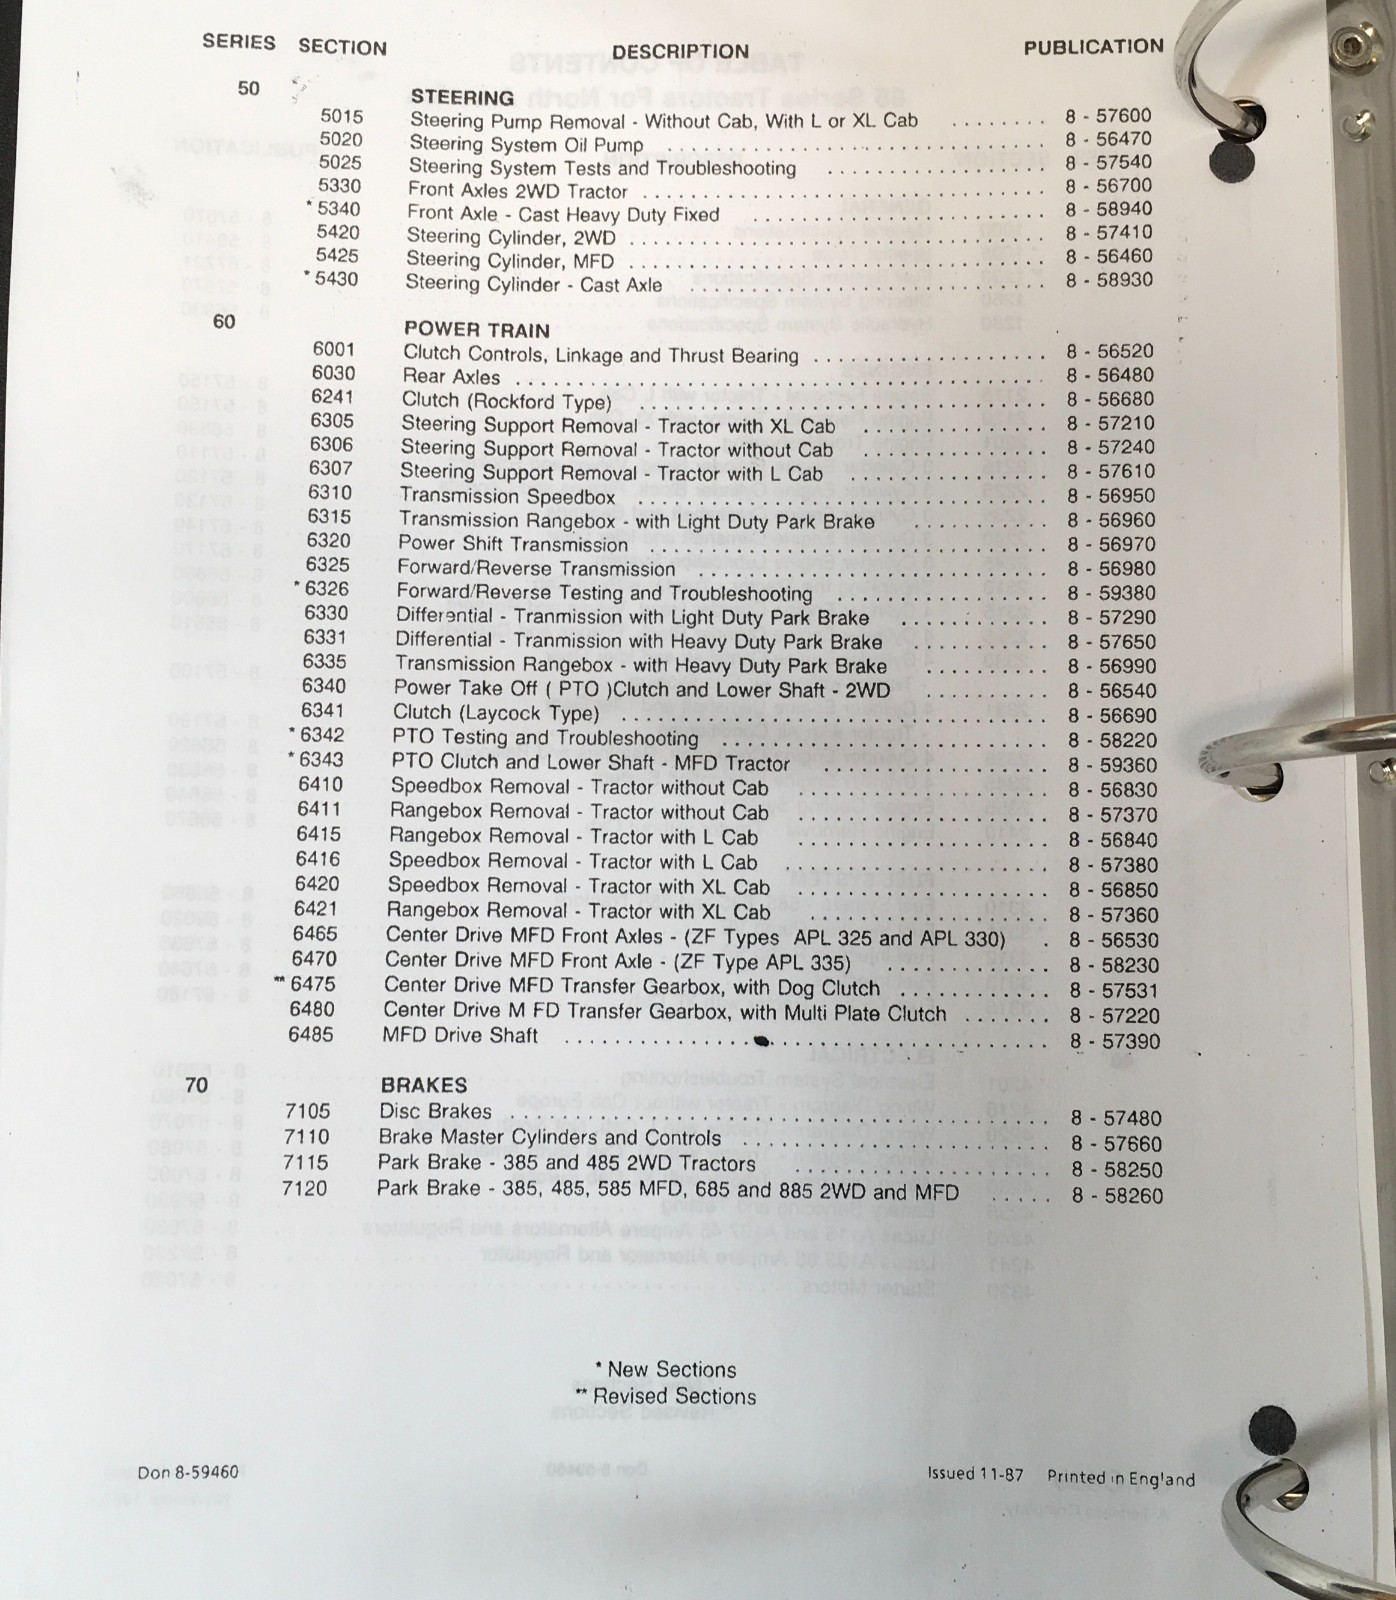 SERIES SECTION DESCRIPTION PUBLICATION
50 STEERING
5015 Steering Pump Removal - Without Cab, With L or XL Cab ........ 8 - 57600
5020 Steering System Oil Pump ........ 8 - 56470
5025 Steering System Tests and Troubleshooting ........ 8 - 57540
5330 Front Axles 2WD Tractor ........ 8 - 56700
* 5340 Front Axle - Cast Heavy Duty Fixed ........ 8 - 58940
5420 Steering Cylinder, 2WD ........ 8 - 57410
5425 Steering Cylinder, MFD ........ 8 - 56460
* 5430 Steering Cylinder - Cast Axle ........ 8 - 58930
60 POWER TRAIN
6001 Clutch Controls, Linkage and Thrust Bearing ........ 8 - 56520
6030 Rear Axles ........ 8 - 56480
6241 Clutch (Rockford Type) ........ 8 - 56680
6305 Steering Support Removal - Tractor with XL Cab ........ 8 - 57210
6306 Steering Support Removal - Tractor without Cab ........ 8 - 57240
6307 Steering Support Removal - Tractor with L Cab ........ 8 - 57610
6310 Transmission Speedbox ........ 8 - 56950
6315 Transmission Rangebox - with Light Duty Park Brake ........ 8 - 56960
6320 Power Shift Transmission ........ 8 - 56970
6325 Forward/Reverse Transmission ........ 8 - 56980
* 6326 Forward/Reverse Testing and Troubleshooting ........ 8 - 59380
6330 Differential - Tranmission with Light Duty Park Brake ........ 8 - 57290
6331 Differential - Tranmission with Heavy Duty Park Brake ........ 8 - 57650
6335 Transmission Rangebox - with Heavy Duty Park Brake ........ 8 - 56990
6340 Power Take Off ( PTO )Clutch and Lower Shaft - 2WD ........ 8 - 56540
6341 Clutch (Laycock Type) ........ 8 - 56690
* 6342 PTO Testing and Troubleshooting ........ 8 - 58220
* 6343 PTO Clutch and Lower Shaft - MFD Tractor ........ 8 - 59360
6410 Speedbox Removal - Tractor without Cab ........ 8 - 56830
6411 Rangebox Removal - Tractor without Cab ........ 8 - 57370
6415 Rangebox Removal - Tractor with L Cab ........ 8 - 56840
6416 Speedbox Removal - Tractor with L Cab ........ 8 - 57380
6420 Speedbox Removal - Tractor with XL Cab ........ 8 - 56850
6421 Rangebox Removal - Tractor with XL Cab ........ 8 - 57360
6465 Center Drive MFD Front Axles - (ZF Types APL 325 and APL 330) . 8 - 56530
6470 Center Drive MFD Front Axle - (ZF Type APL 335) ........ 8 - 58230
** 6475 Center Drive MFD Transfer Gearbox, with Dog Clutch ........ 8 - 57531
6480 Center Drive M FD Transfer Gearbox, with Multi Plate Clutch ....... 8 - 57220
6485 MFD Drive Shaft ........ 8 - 57390
70 BRAKES
7105 Disc Brakes ........ 8 - 57480
7110 Brake Master Cylinders and Controls ........ 8 - 57660
7115 Park Brake - 385 and 485 2WD Tractors ........ 8 - 58250
7120 Park Brake - 385, 485, 585 MFD, 685 and 885 2WD and MFD ..... 8 - 58260
* New Sections
** Revised Sections
Don 8-59460 Issued 11-87 Printed in England